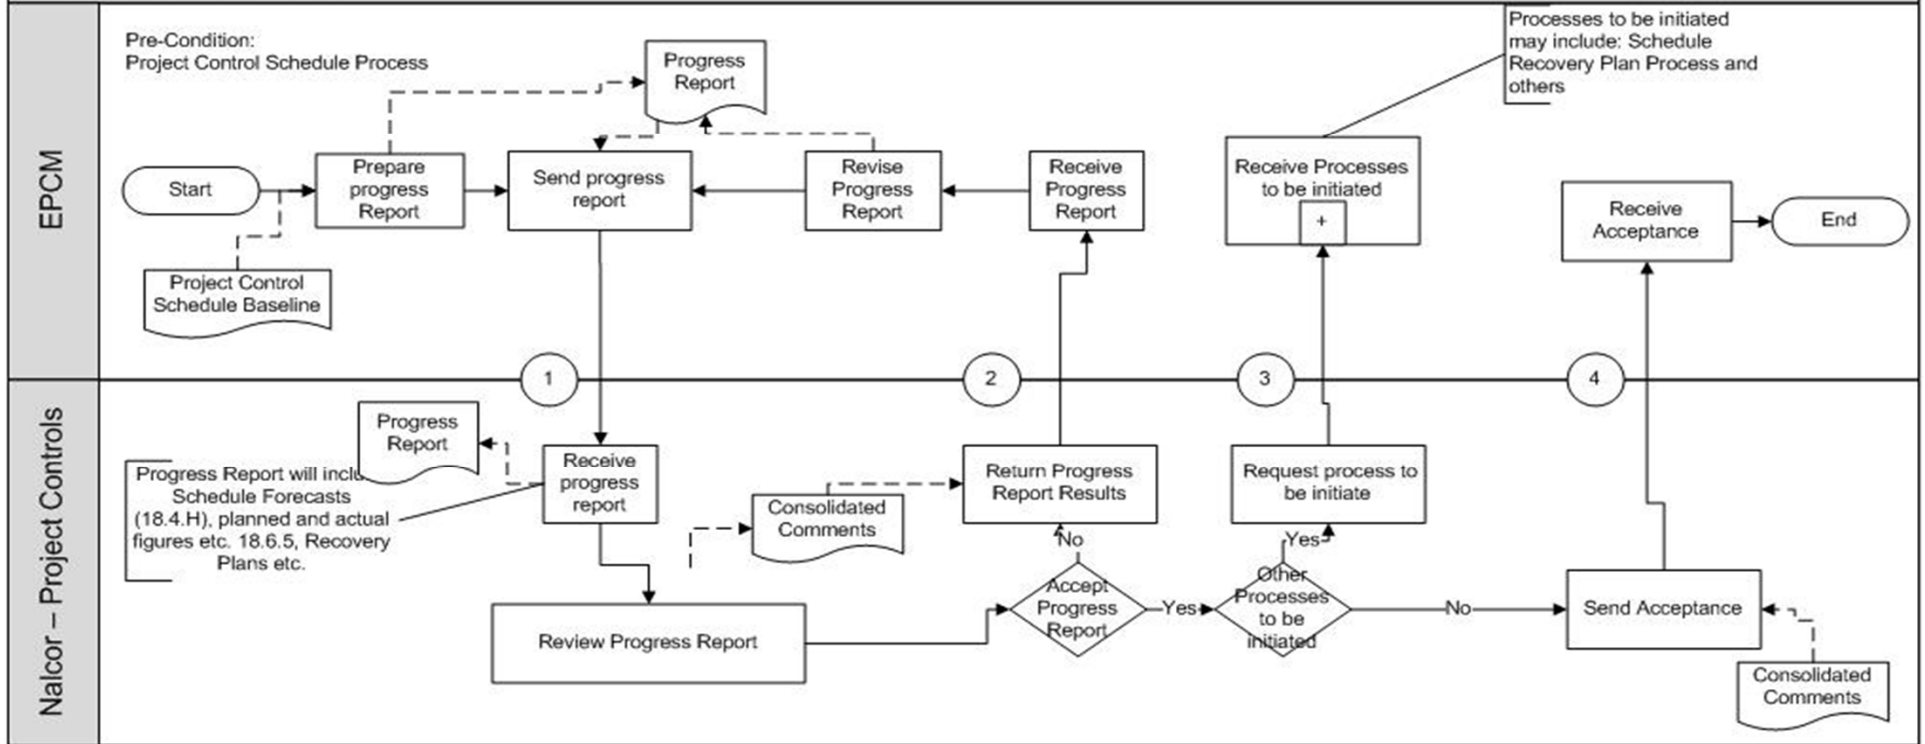 EPCM
Pre-Condition:
Project Control Schedule Process
Progress
Report
Processes to be initiated
may include: Schedule
Recovery Plan Process and
others
Start
Prepare
progress
Report
Send progress
report
Revise
Progress
Report
Receive
Progress
Report
Receive Processes
to be initiated
+
Receive
Acceptance
End
Project Control
Schedule Baseline
1
2
3
4
Nalcor – Project Controls
Progress
Report
Progress Report will inclu
Schedule Forecasts
(18.4.H), planned and actual
figures etc. 18.6.5, Recovery
Plans etc.
Receive
progress
report
Consolidated
Comments
Return Progress
Report Results
Request process to
be initiate
No
Yes
Review Progress Report
Accept
Progress
Report
Yes
Other
Processes
to be
initiated
No
Send Acceptance
Consolidated
Comments